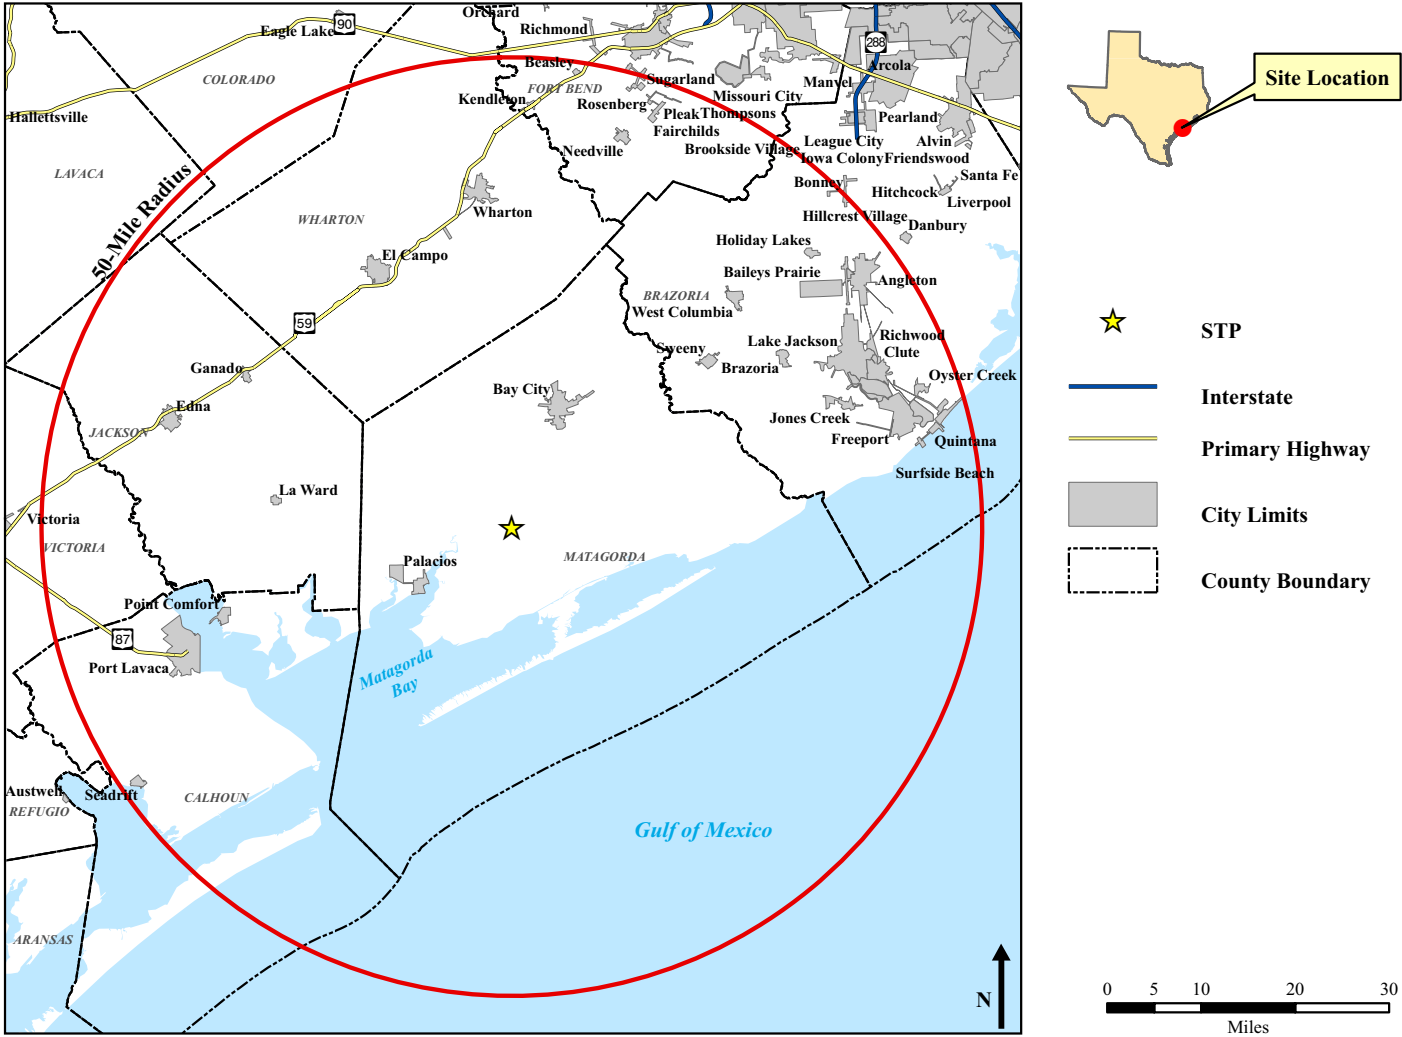 Orchard
Eagle Lake
90
Richmond
288
Site Location
Beasley
Arcola
COLORADO
Sugarland
Manvel
FORT BEND
Kendleton
Rosenberg
Missouri City
Hallettsville
Pleak
Thompsons
Pearland
Fairchilds
Needville
Brookside Village
League City
Alvin
Iowa Colony
Friendswood
LAVACA
Santa Fe
Bonney
Hitchcock
Liverpool
50-Mile Radius
WHARTON
Wharton
Hillcrest Village
Danbury
Holiday Lakes
El Campo
Baileys Prairie
Angleton
BRAZORIA
West Columbia
59
STP
Richwood
Lake Jackson
Clute
Sweeny
Brazoria
Ganado
Oyster Creek
Bay City
Interstate
Edna
Jones Creek
JACKSON
Freeport
Quintana
Primary Highway
Surfside Beach
La Ward
Victoria
City Limits
VICTORIA
MATAGORDA
Palacios
County Boundary
Point Comfort
87
Port Lavaca
Matagorda
Bay
Austwell
Seadrift
CALHOUN
REFUGIO
Gulf of Mexico
ARANSAS
N
0 5 10 20 30
Miles